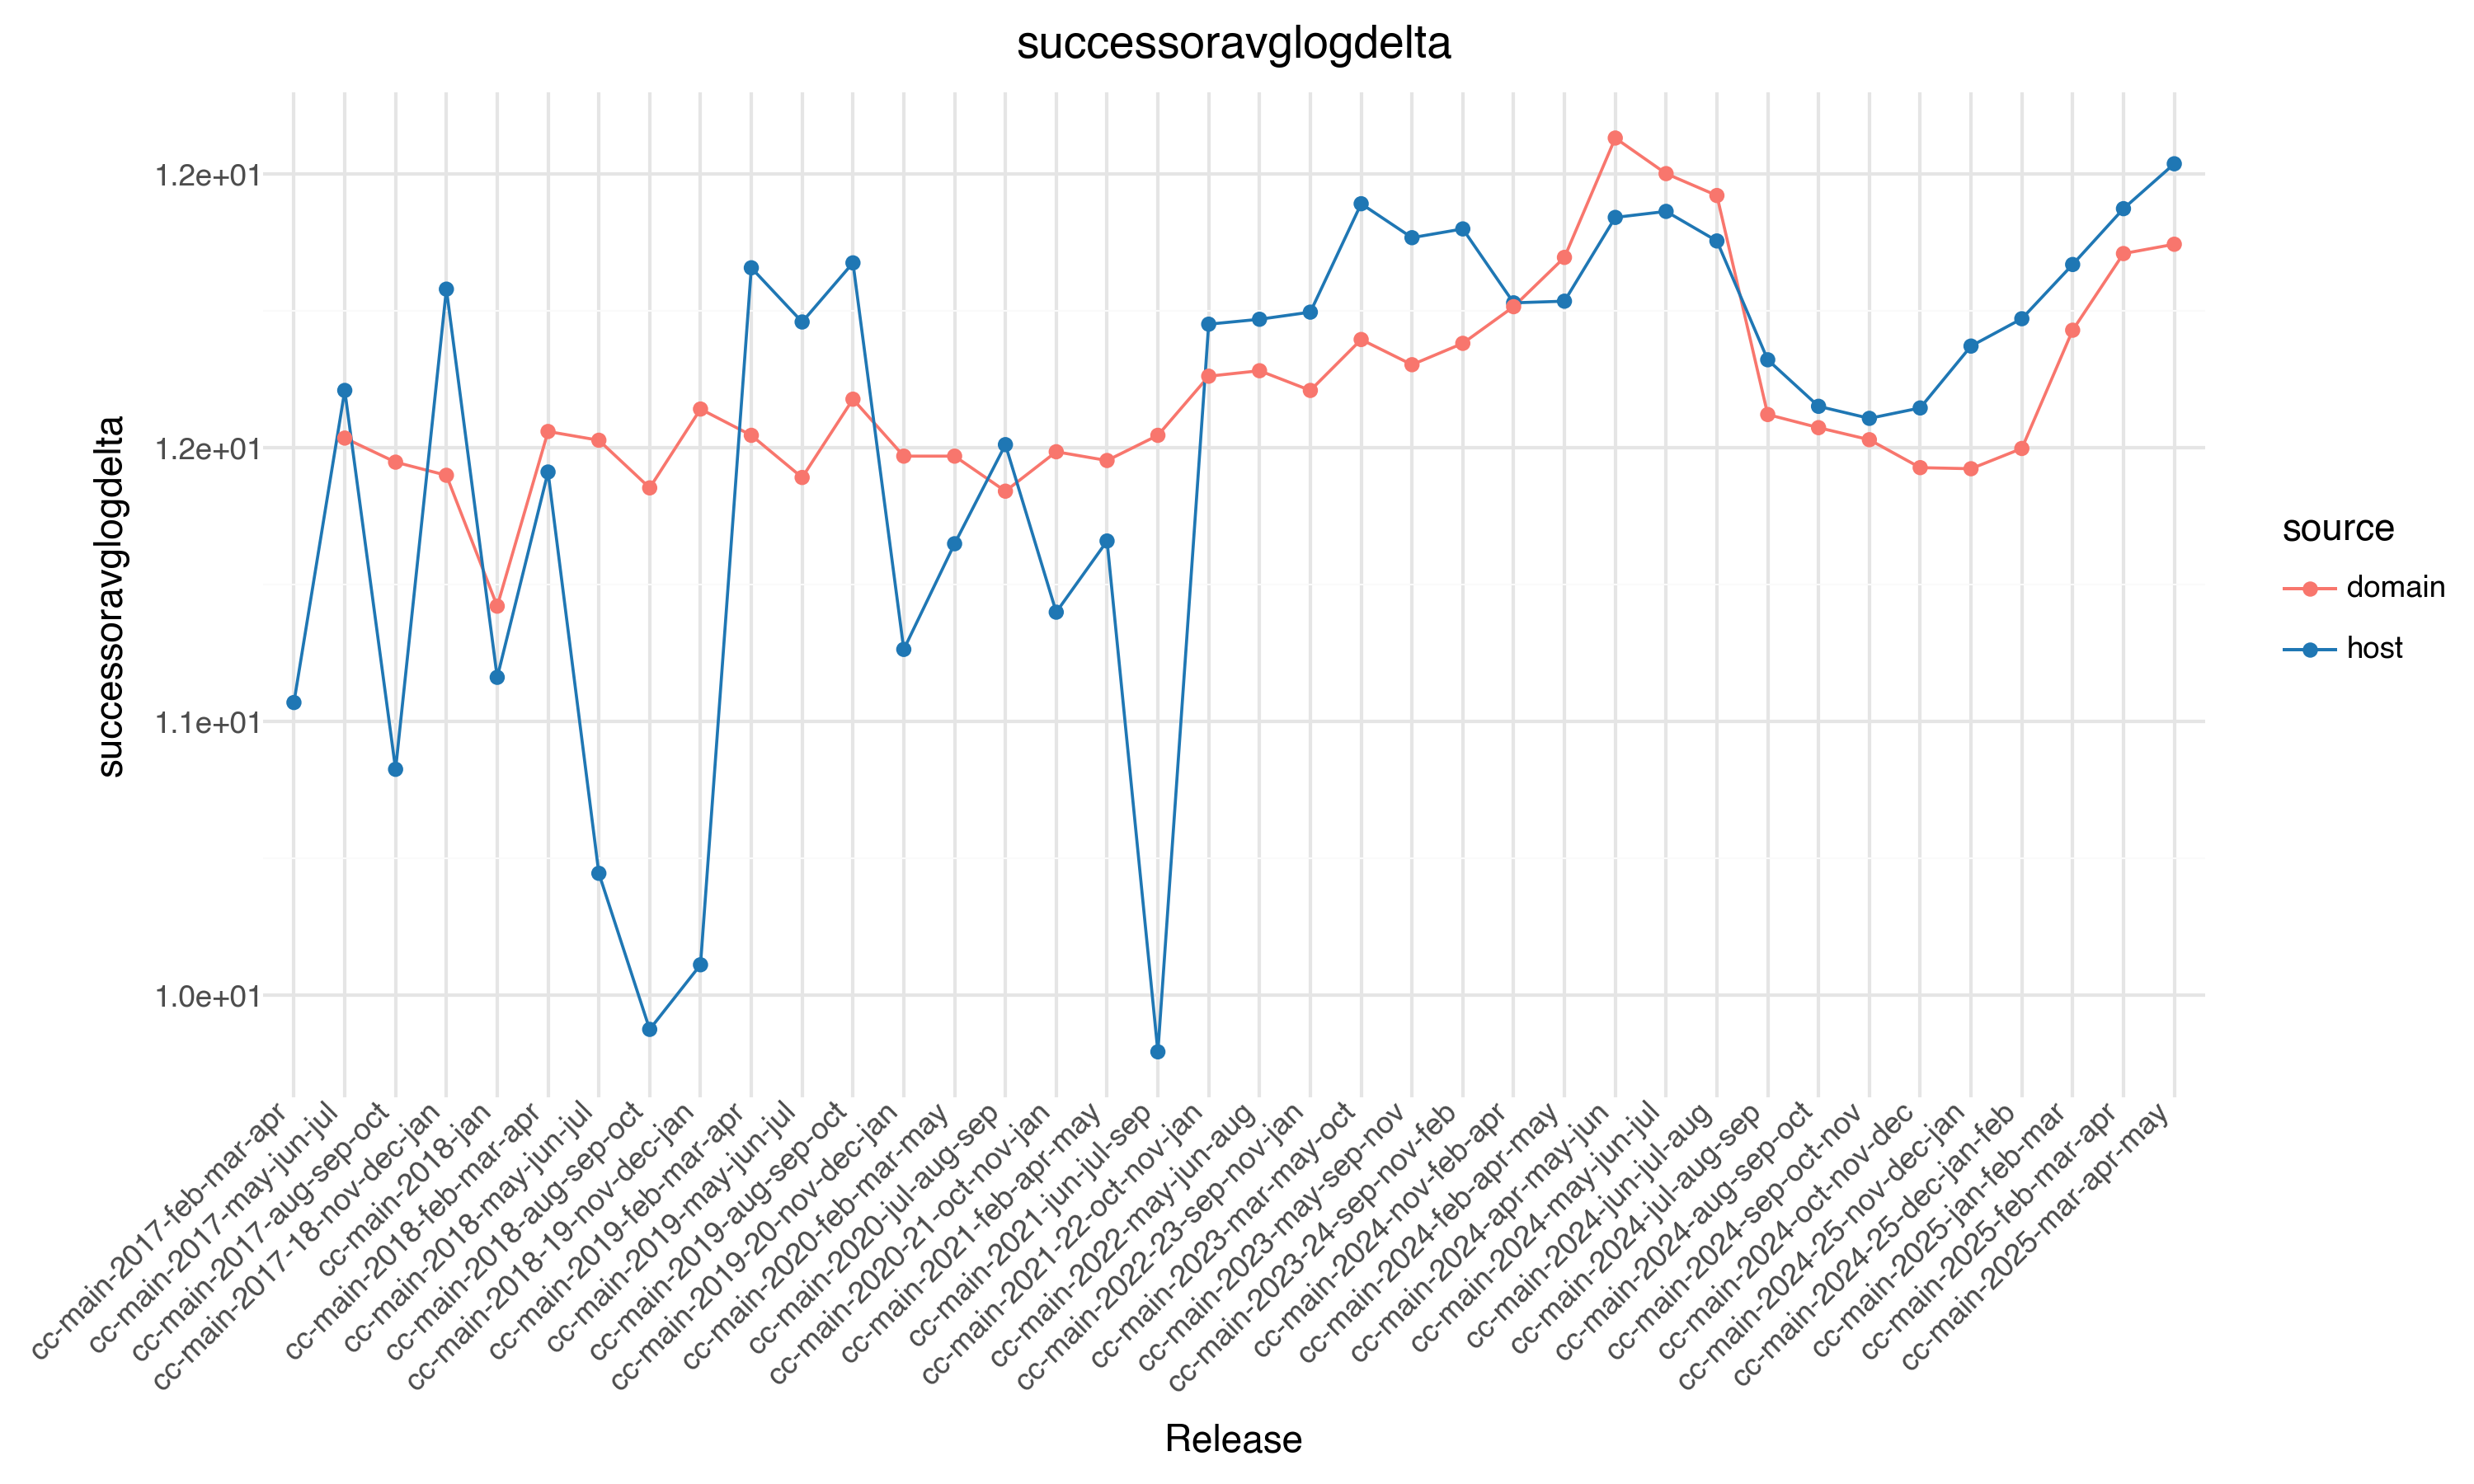 successoravglogdelta
1.2e+01
1.2e+01
1.1e+01
1.0e+01
successoravglogdelta
cc-main-2017-feb-mar-apr
cc-main-2017-may-jun-jul
cc-main-2017-aug-sep-oct
cc-main-2017-18-nov-dec-jan
cc-main-2018-jan
cc-main-2018-feb-mar-apr
cc-main-2018-may-jun-jul
cc-main-2018-aug-sep-oct
cc-main-2018-19-nov-dec-jan
cc-main-2019-feb-mar-apr
cc-main-2019-may-jun-jul
cc-main-2019-aug-sep-oct
cc-main-2019-20-nov-dec-jan
cc-main-2020-feb-mar-may
cc-main-2020-jul-aug-sep
cc-main-2020-21-oct-nov-jan
cc-main-2021-feb-apr-may
cc-main-2021-jun-jul-sep
cc-main-2021-22-oct-nov-jan
cc-main-2022-may-jun-aug
cc-main-2022-23-sep-nov-jan
cc-main-2023-mar-may-oct
cc-main-2023-may-sep-nov
cc-main-2023-24-sep-nov-feb
cc-main-2024-nov-feb-apr
cc-main-2024-feb-apr-may
cc-main-2024-apr-may-jun
cc-main-2024-may-jun-jul
cc-main-2024-jun-jul-aug
cc-main-2024-jul-aug-sep
cc-main-2024-aug-sep-oct
cc-main-2024-sep-oct-nov
cc-main-2024-oct-nov-dec
cc-main-2024-25-nov-dec-jan
cc-main-2024-25-dec-jan-feb
cc-main-2025-jan-feb-mar
cc-main-2025-feb-mar-apr
cc-main-2025-mar-apr-may
Release
source
domain
host